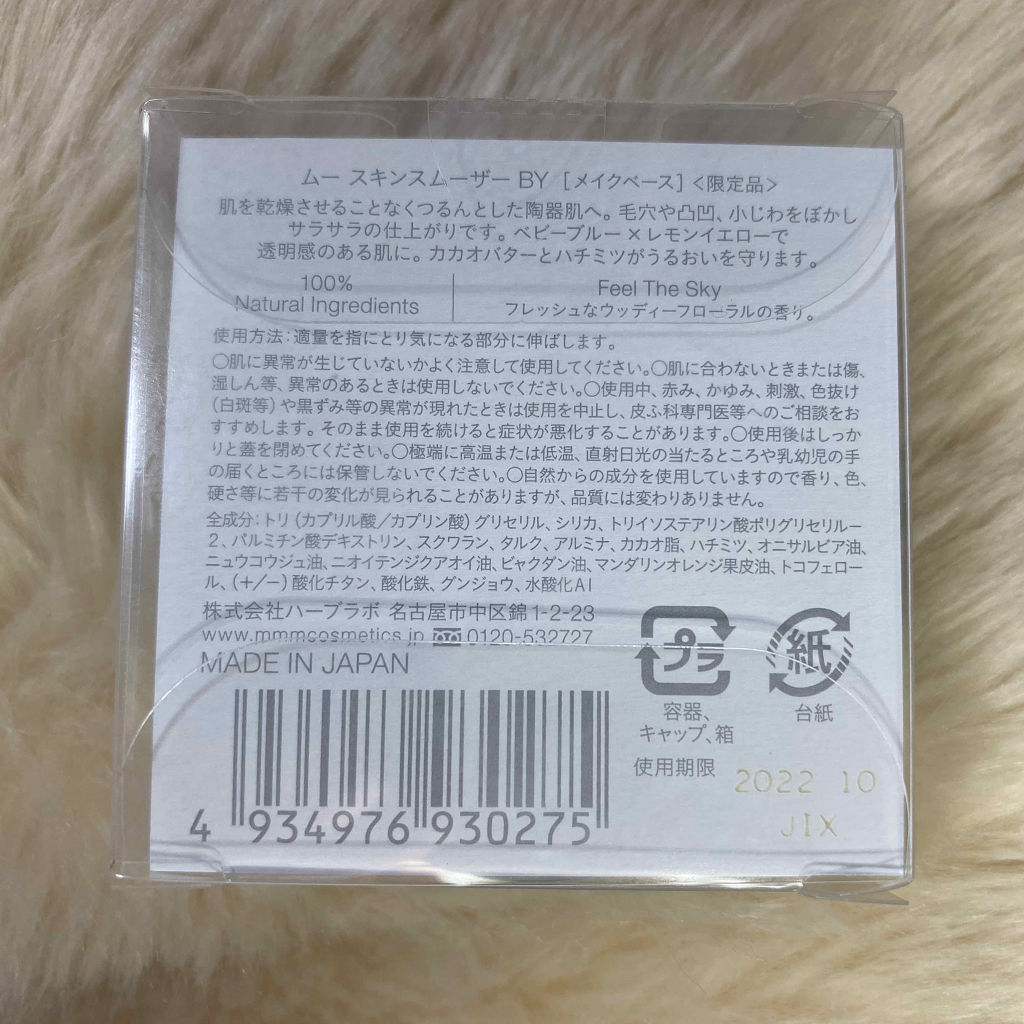 ムー スキンスムーザー BY [メイクベース]<限定品>
肌を乾燥させることなくつるんとした陶器肌へ。毛穴や凸凹、小じわをぼかし
サラサラの仕上がりです。ベビーブルー×レモンイエローで
透明感のある肌に。カカオバターとハチミツがうるおいを守ります。
100%
Natural Ingredients
Feel The Sky
フレッシュなウッディーフローラルの香り。
使用方法:適量を指にとり気になる部分に伸ばします。
○肌に異常が生じていないかよく注意して使用してください。○肌に合わないときまたは傷、
湿しん等、異常のあるときは使用しないでください。○使用中、赤み、かゆみ、刺激、色抜け
(白斑等)や黒ずみ等の異常が現れたときは使用を中止し、皮ふ科専門医等へのご相談をお
すすめします。そのまま使用を続けると症状が悪化することがあります。○使用後はしっか
りと蓋を閉めてください。○極端に高温または低温、直射日光の当たるところや乳幼児の手
の届くところには保管しないでください。○自然からの成分を使用していますので香り、色、
硬さ等に若干の変化が見られることがありますが、品質には変わりありません。
全成分:トリ(カプリル酸/カプリン酸)グリセリル、シリカ、トリイソステアリン酸ポリグリセリル-
2、パルミチン酸デキストリン、スクワラン、タルク、アルミナ、カカオ脂、ハチミツ、オニサルビア油、
ニュウコウジュ油、ニオイテンジクアオイ油、ビャクダン油、マンダリンオレンジ果皮油、トコフェロー
ル、(+/-)酸化チタン、酸化鉄、グンジョウ、水酸化Al
株式会社ハーブラボ 名古屋市中区錦1-2-23
www.mmmcosmetics.jp 0120-532727
MADE IN JAPAN
プラ
紙
容器、
キャップ、箱
台紙
使用期限 2022 10
JIX
4 934976 930275